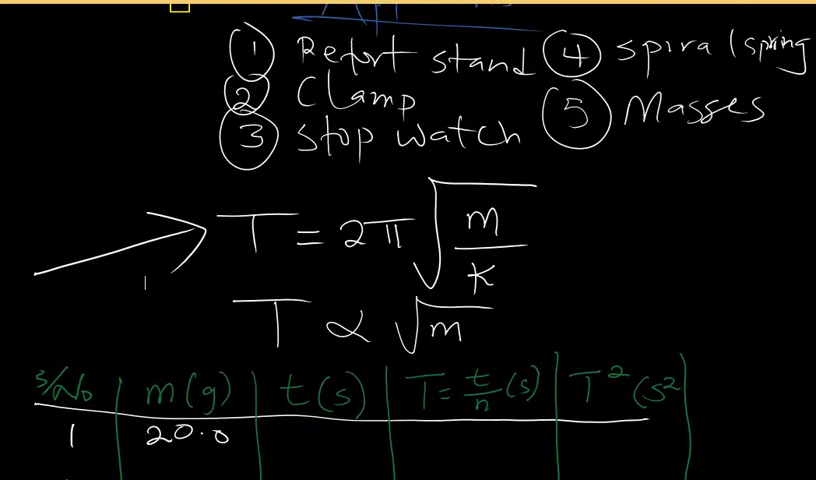 ① Retort stand ④ spiral spring
② Clamp ⑤ Masses
③ Stop watch
T = 2π√(m/k)
T ∝ √m
S/No | m(g) | t(s) | T = t/n (s) | T² (s²
1 | 20.0